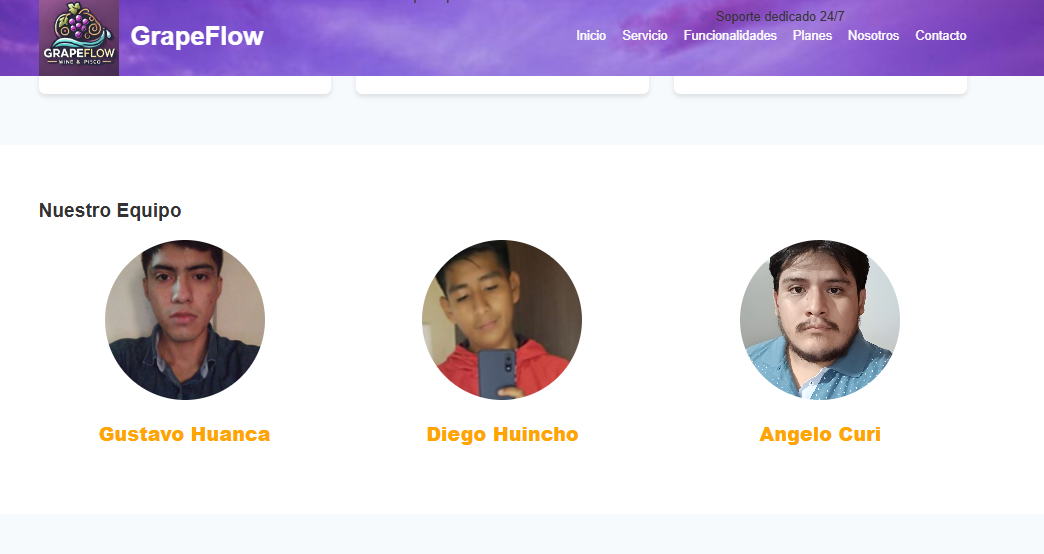 Soporte dedicado 24/7
GRAPEFLOW
WINE & PISCO
GrapeFlow
Inicio Servicio Funcionalidades Planes Nosotros Contacto
Nuestro Equipo
Gustavo Huanca Diego Huincho Angelo Curi